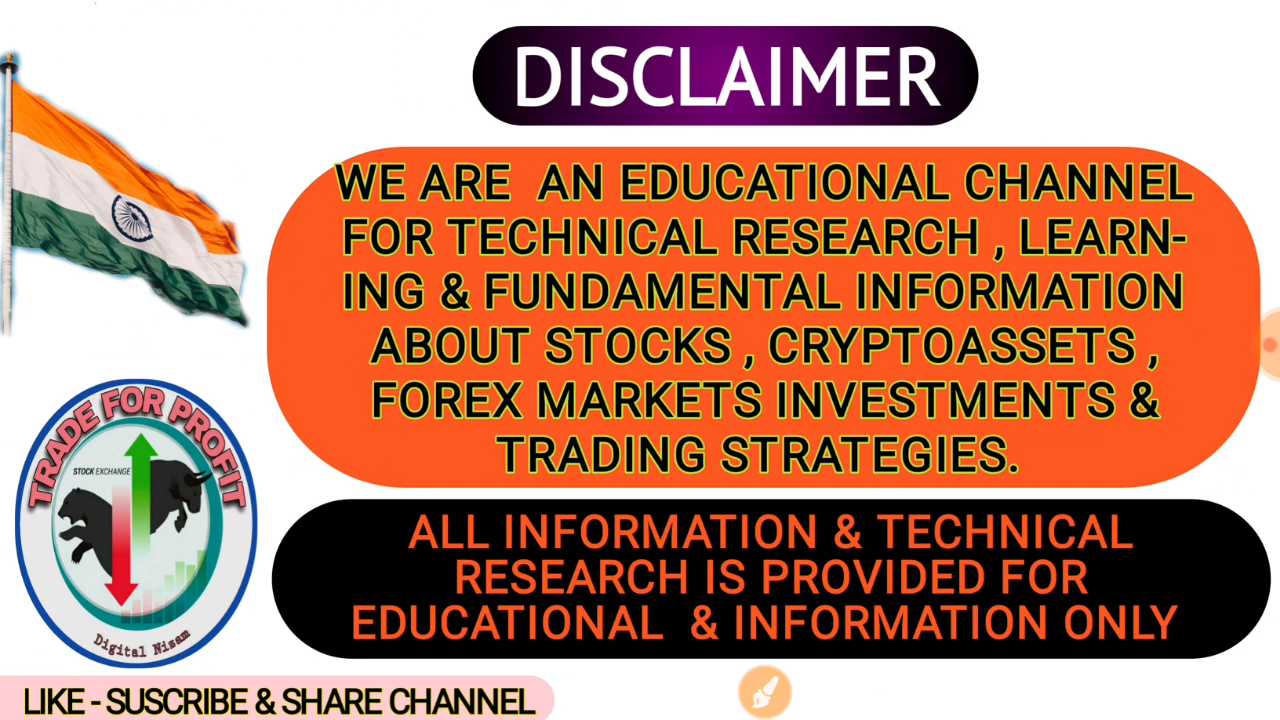 DISCLAIMER
WE ARE AN EDUCATIONAL CHANNEL
FOR TECHNICAL RESEARCH , LEARN-
ING & FUNDAMENTAL INFORMATION
ABOUT STOCKS , CRYPTOASSETS ,
FOREX MARKETS INVESTMENTS &
TRADING STRATEGIES.
TRADE FOR PROFIT
STOCK EXCHANGE
Digital Nizam
ALL INFORMATION & TECHNICAL
RESEARCH IS PROVIDED FOR
EDUCATIONAL & INFORMATION ONLY
LIKE - SUSCRIBE & SHARE CHANNEL